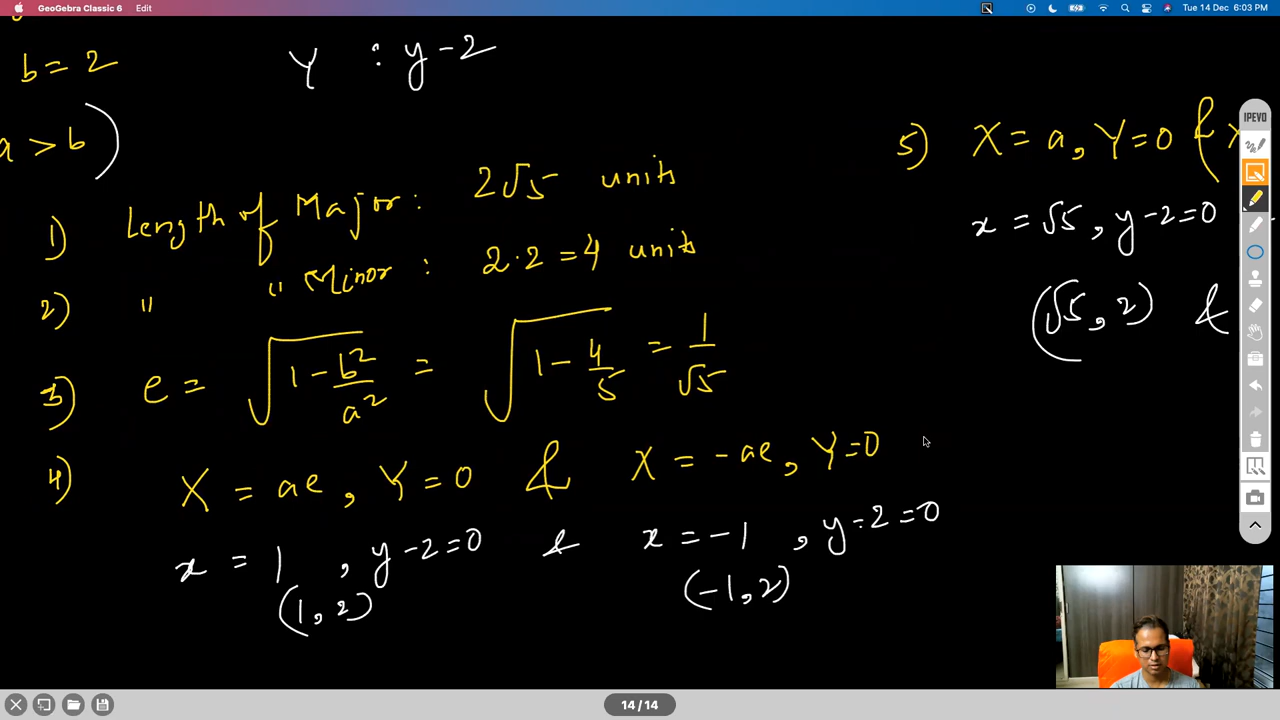 GeoGebra Classic 6 Edit Tue 14 Dec 6:03 PM
b = 2
Y : y-2
a > b)
1) Length of Major : 2√5 units
2) " " Minor : 2·2 = 4 units
3) e = √(1 - b²/a²) = √(1 - 4/5) = 1/√5
4) X = ae, Y = 0 & X = -ae, Y = 0
x = 1, y-2=0 & x = -1, y-2=0
(1, 2) (-1, 2)
5) X = a, Y = 0 & X
x = √5, y-2=0
(√5, 2) &
IPEVO
14 / 14